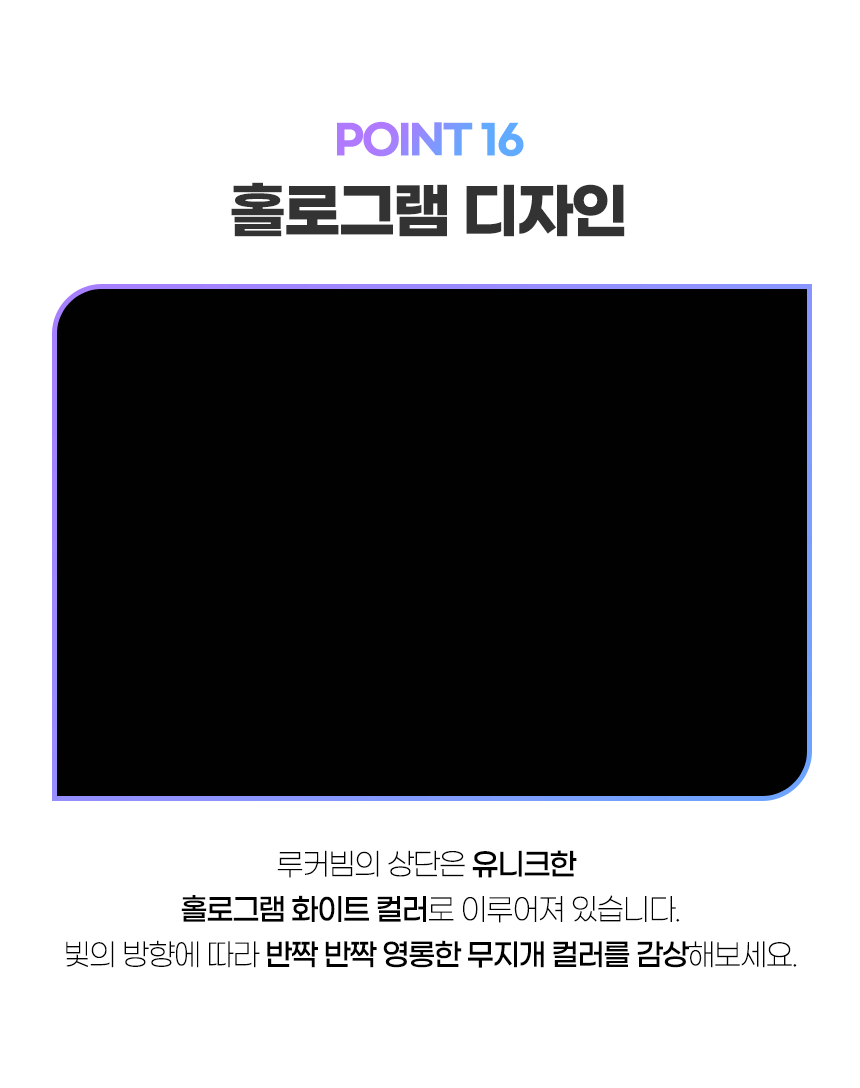 POINT 16
홀로그램 디자인
루커빔의 상단은 유니크한
홀로그램 화이트 컬러로 이루어져 있습니다.
빛의 방향에 따라 반짝 반짝 영롱한 무지개 컬러를 감상해보세요.